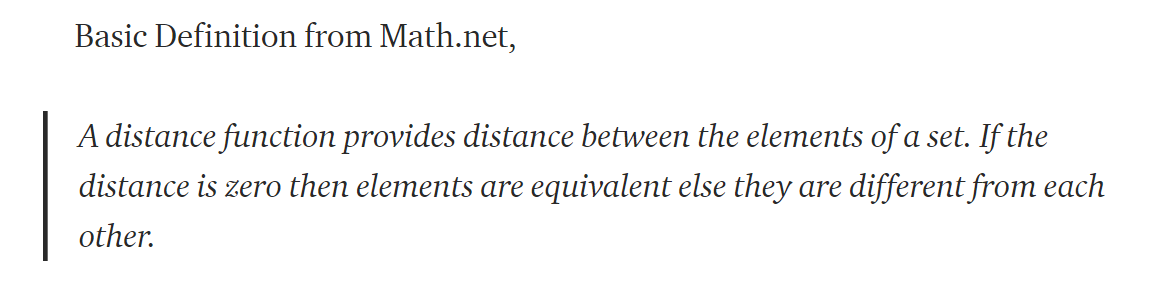 Basic Definition from Math.net,
A distance function provides distance between the elements of a set. If the
distance is zero then elements are equivalent else they are different from each
other.